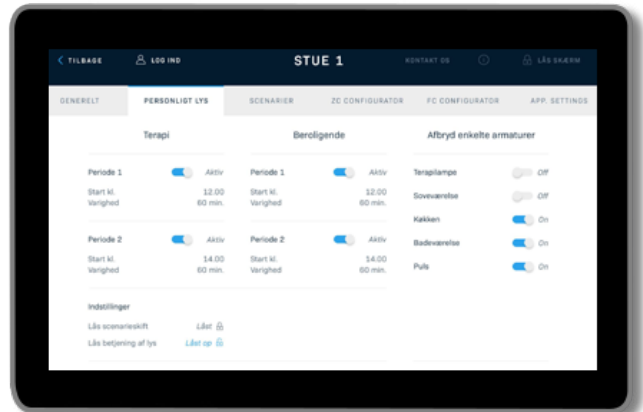 TILBAGE
LOG IND
STUE 1
KONTAKT OS
LÅS SKÆRM
GENERELT
PERSONLIGT LYS
SCENARIER
ZC CONFIGURATOR
FC CONFIGURATOR
APP. SETTINGS
Terapi
Periode 1 Aktiv
Start kl. 12.00
Varighed 60 min.
Periode 2 Aktiv
Start kl. 14.00
Varighed 60 min.
Indstillinger
Lås scenarieskift Låst
Lås betjening af lys Låst op
Beroligende
Periode 1 Aktiv
Start kl. 12.00
Varighed 60 min.
Periode 2 Aktiv
Start kl. 14.00
Varighed 60 min.
Afbryd enkelte armaturer
Terapilampe Off
Soveværelse Off
Køkken On
Badeværelse On
Puls On